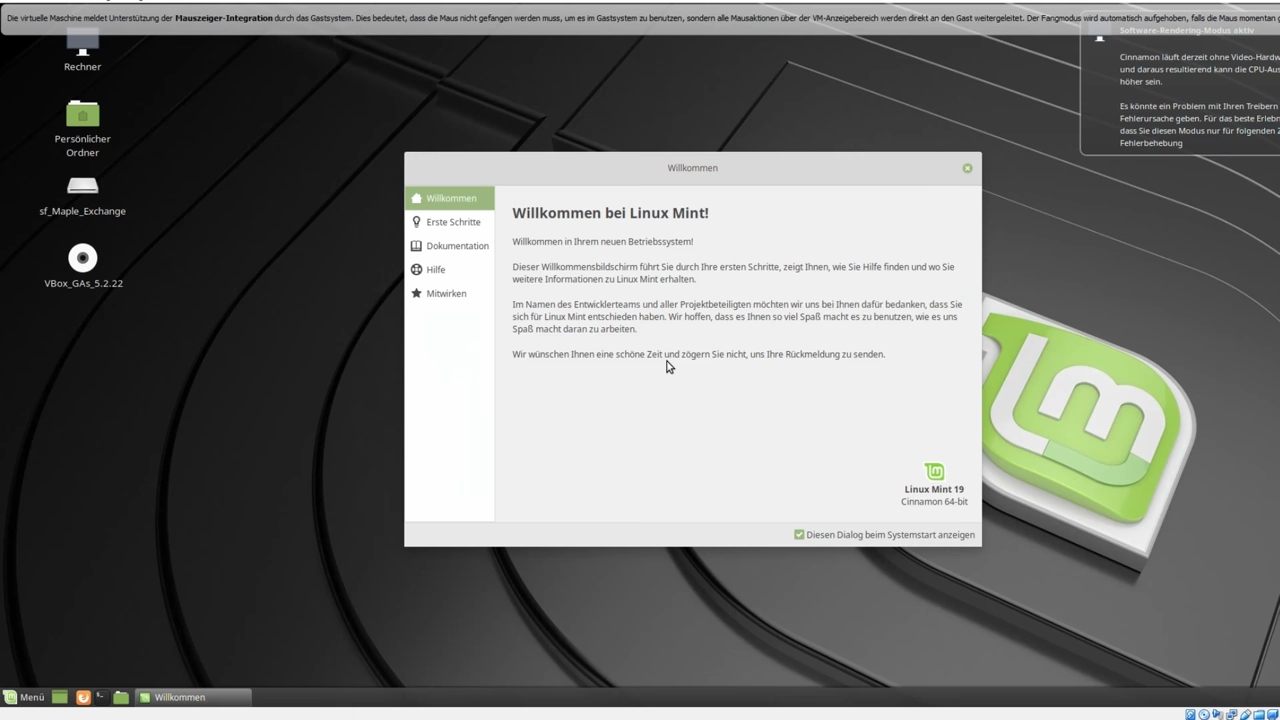 Die virtuelle Maschine meldet Unterstützung der Mauszeiger-Integration durch das Gastsystem. Dies bedeutet, dass die Maus nicht gefangen werden muss, um es im Gastsystem zu benutzen, sondern alle Mausaktionen über der VM-Anzeigebereich werden direkt an den Gast weitergeleitet. Der Fangmodus wird automatisch aufgehoben, falls die Maus momentan
Software-Rendering-Modus aktiv
Cinnamon läuft derzeit ohne Video-Hardw
und daraus resultierend kann die CPU-Aus
höher sein.
Es könnte ein Problem mit Ihren Treibern
Fehlerursache geben. Für das beste Erlebn
dass Sie diesen Modus nur für folgenden Z
Fehlerbehebung
Rechner
Persönlicher
Ordner
sf_Maple_Exchange
VBox_GAs_5.2.22
Willkommen
Willkommen
Erste Schritte
Dokumentation
Hilfe
Mitwirken
Willkommen bei Linux Mint!
Willkommen in Ihrem neuen Betriebssystem!
Dieser Willkommensbildschirm führt Sie durch Ihre ersten Schritte, zeigt Ihnen, wie Sie Hilfe finden und wo Sie
weitere Informationen zu Linux Mint erhalten.
Im Namen des Entwicklerteams und aller Projektbeteiligten möchten wir uns bei Ihnen dafür bedanken, dass Sie
sich für Linux Mint entschieden haben. Wir hoffen, dass es Ihnen so viel Spaß macht es zu benutzen, wie es uns
Spaß macht daran zu arbeiten.
Wir wünschen Ihnen eine schöne Zeit und zögern Sie nicht, uns Ihre Rückmeldung zu senden.
Linux Mint 19
Cinnamon 64-bit
Diesen Dialog beim Systemstart anzeigen
Menü
Willkommen